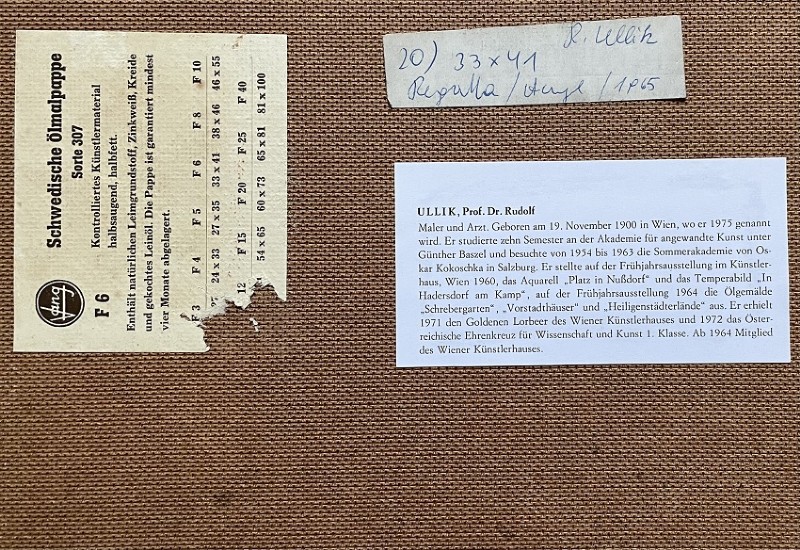 fang
F 6
Schwedische Ölmalpappe
Sorte 307
Kontrolliertes Künstlermaterial
halbsaugend, halbfett.
Enthält natürlichen Leimgrundstoff, Zinkweiß, Kreide
und gekochtes Leinöl. Die Pappe ist garantiert mindest
vier Monate abgelagert.
F 3 F 4 F 5 F 6 F 8 F 10
27 24 x 33 27 x 35 33 x 41 38 x 46 46 x 55
12 F 15 F 20 F 25 F 40
54 x 65 60 x 73 65 x 81 81 x 100
R. Ullik
20) 33 x 41
/ 1965
ULLIK, Prof. Dr. Rudolf
Maler und Arzt. Geboren am 19. November 1900 in Wien, wo er 1975 genannt
wird. Er studierte zehn Semester an der Akademie für angewandte Kunst unter
Günther Baszel und besuchte von 1954 bis 1963 die Sommerakademie von Os-
kar Kokoschka in Salzburg. Er stellte auf der Frühjahrsausstellung im Künstler-
haus, Wien 1960, das Aquarell „Platz in Nußdorf" und das Temperabild „In
Hadersdorf am Kamp", auf der Frühjahrsausstellung 1964 die Ölgemälde
„Schrebergarten", „Vorstadthäuser" und „Heiligenstädterlände" aus. Er erhielt
1971 den Goldenen Lorbeer des Wiener Künstlerhauses und 1972 das Öster-
reichische Ehrenkreuz für Wissenschaft und Kunst 1. Klasse. Ab 1964 Mitglied
des Wiener Künstlerhauses.